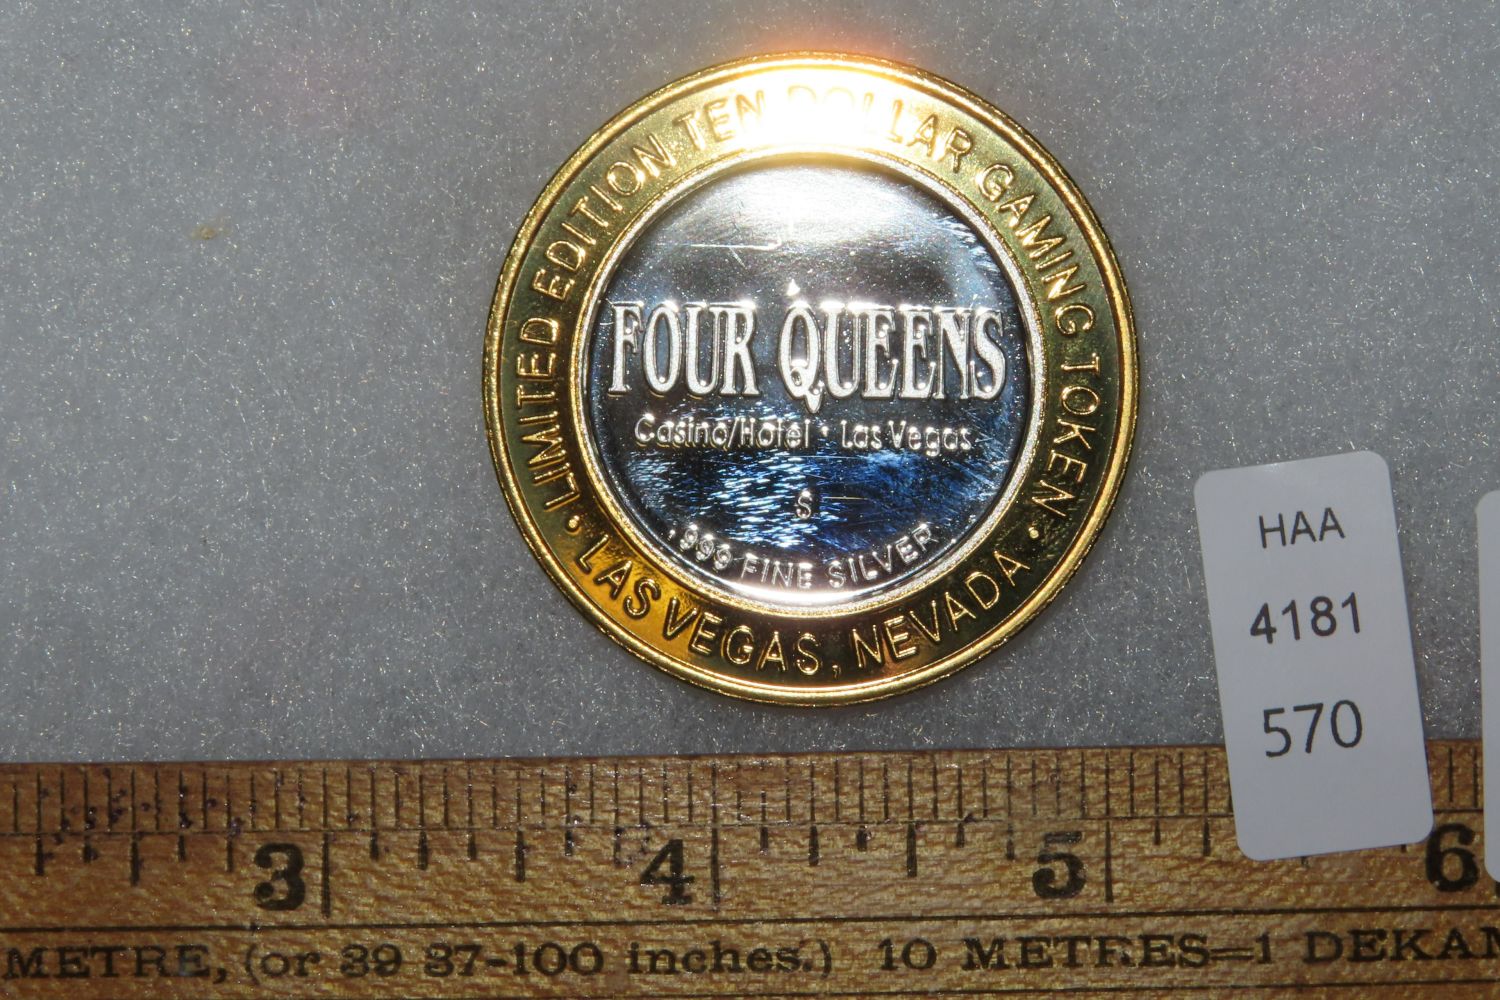 LIMITED EDITION TEN DOLLAR GAMING TOKEN
FOUR QUEENS
Casino/Hotel • Las Vegas
S
.999 FINE SILVER
• LAS VEGAS, NEVADA •
HAA
4181
570
3 4 5 6
METRE, (or 39 37-100 inches.) 10 METRES=1 DEKAM